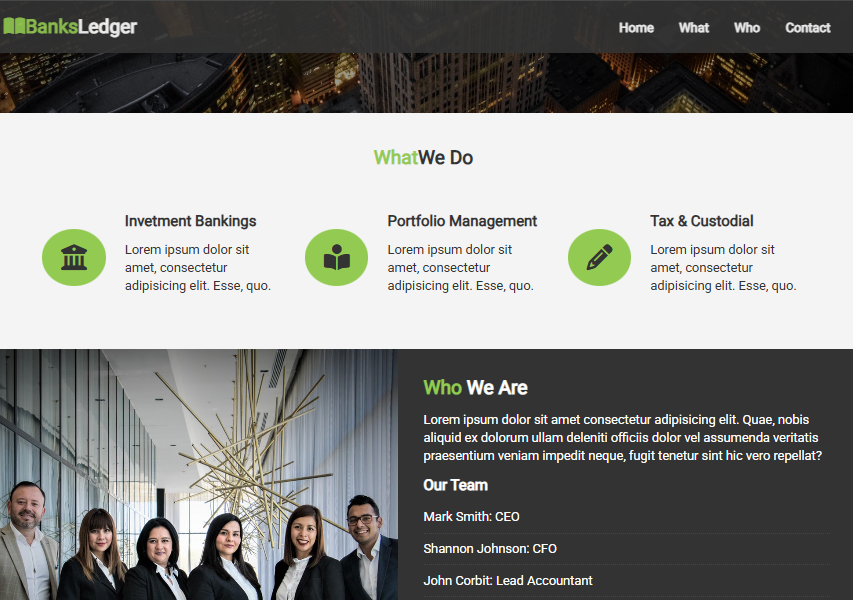 BanksLedger
Home What Who Contact
WhatWe Do
Invetment Bankings
Lorem ipsum dolor sit
amet, consectetur
adipisicing elit. Esse, quo.
Portfolio Management
Lorem ipsum dolor sit
amet, consectetur
adipisicing elit. Esse, quo.
Tax & Custodial
Lorem ipsum dolor sit
amet, consectetur
adipisicing elit. Esse, quo.
Who We Are
Lorem ipsum dolor sit amet consectetur adipisicing elit. Quae, nobis
aliquid ex dolorum ullam deleniti officiis dolor vel assumenda veritatis
praesentium veniam impedit neque, fugit tenetur sint hic vero repellat?
Our Team
Mark Smith: CEO
Shannon Johnson: CFO
John Corbit: Lead Accountant